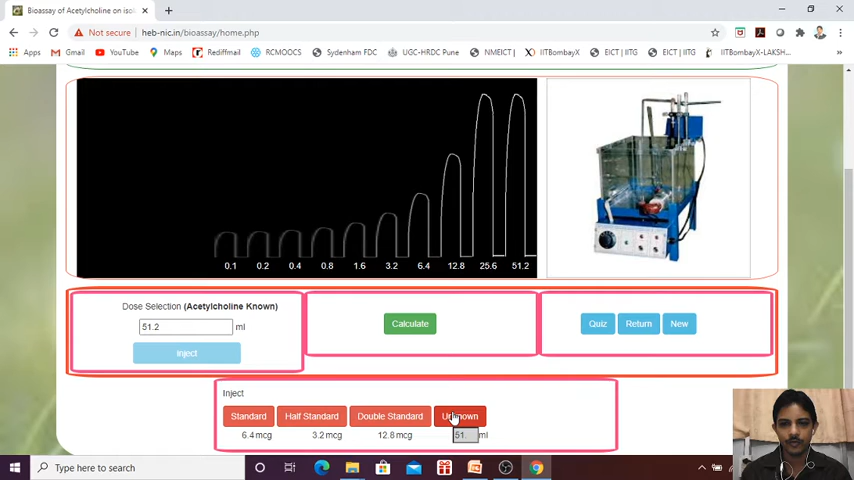 Bioassay of Acetylcholine on isol
Not secure | heb-nic.in/bioassay/home.php
Apps Gmail YouTube Maps Rediffmail RCMOOCS Sydenham FDC UGC-HRDC Pune NMEICT | IITBombayX EICT | IITG EICT | IITG IITBombayX-LAKSH...
0.1 0.2 0.4 0.8 1.6 3.2 6.4 12.8 25.6 51.2
Dose Selection (Acetylcholine Known)
51.2 ml
Inject
Calculate
Quiz Return New
Inject
Standard Half Standard Double Standard Unknown
6.4 mcg 3.2 mcg 12.8 mcg 51. ml
Type here to search